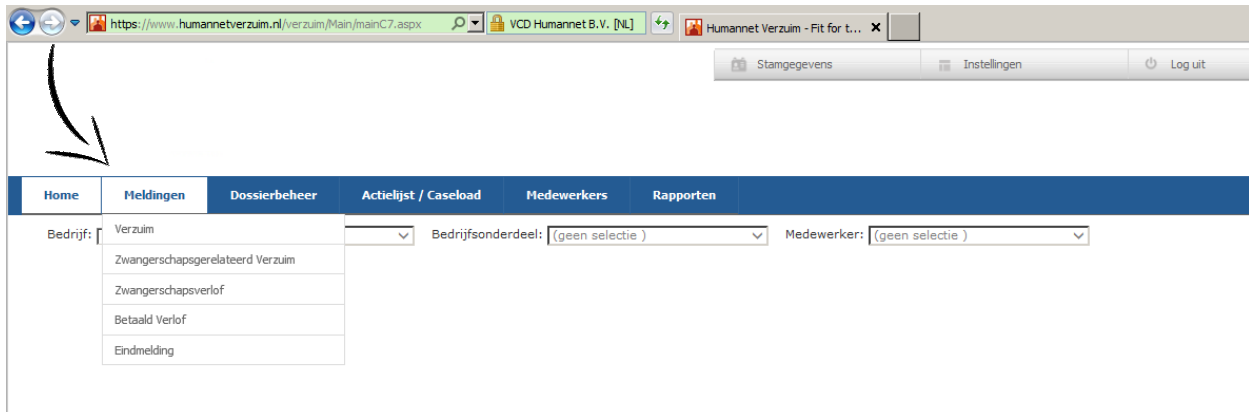 https://www.humannetverzuim.nl/verzuim/Main/mainC7.aspx VCD Humannet B.V. [NL] Humannet Verzuim - Fit for t...
Stamgegevens Instellingen Log uit
Home Meldingen Dossierbeheer Actielijst / Caseload Medewerkers Rapporten
Bedrijf: Bedrijfsonderdeel: (geen selectie ) Medewerker: (geen selectie )
Verzuim
Zwangerschapsgerelateerd Verzuim
Zwangerschapsverlof
Betaald Verlof
Eindmelding